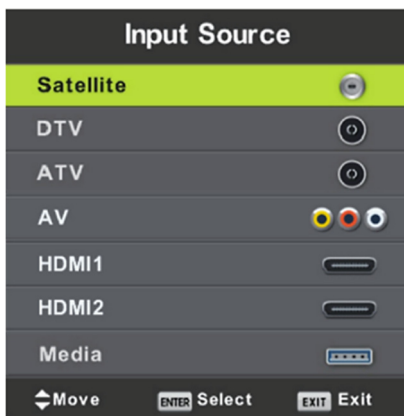 Input Source
Satellite
DTV
ATV
AV
HDMI1
HDMI2
Media
Move ENTER Select EXIT Exit